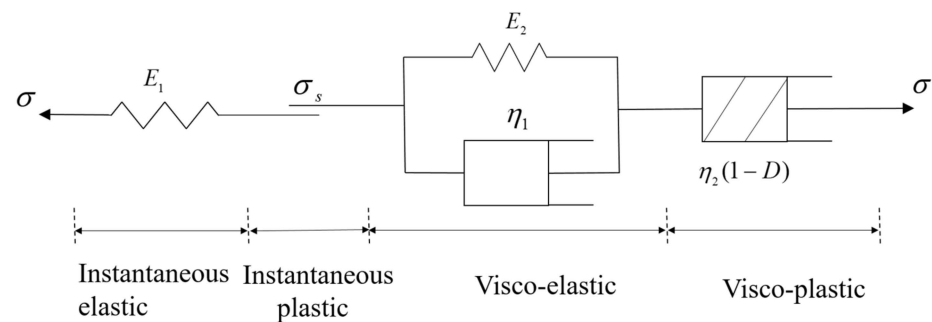 E₂
E₁
σ
σₛ
σ
η₁
η₂(1−D)
Instantaneous elastic
Instantaneous plastic
Visco-elastic
Visco-plastic